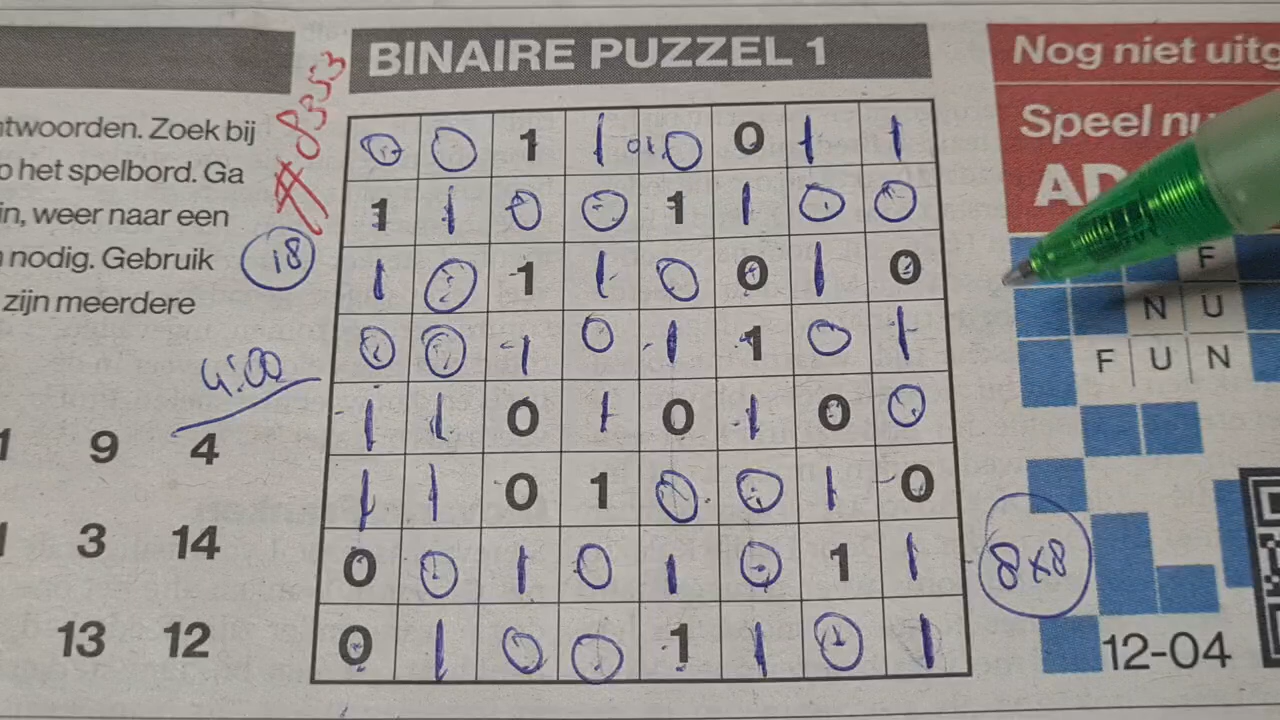 BINAIRE PUZZEL 1
Nog niet uitg
ntwoorden. Zoek bij
o het spelbord. Ga
in, weer naar een
nodig. Gebruik
zijn meerdere
#8353
18
4:00
1 9 4
3 14
13 12
0 0 1 1 0/1 0 0 1 1
1 1 0 0 1 1 0 0
1 0 1 1 0 0 1 0
0 0 1 0 1 1 0 1
1 1 0 1 0 1 0 0
1 1 0 1 0 0 1 0
0 0 1 0 1 0 1 1
0 1 0 0 1 1 0 1
Speel nu
AD
F
N U
F U N
8x8
12-04